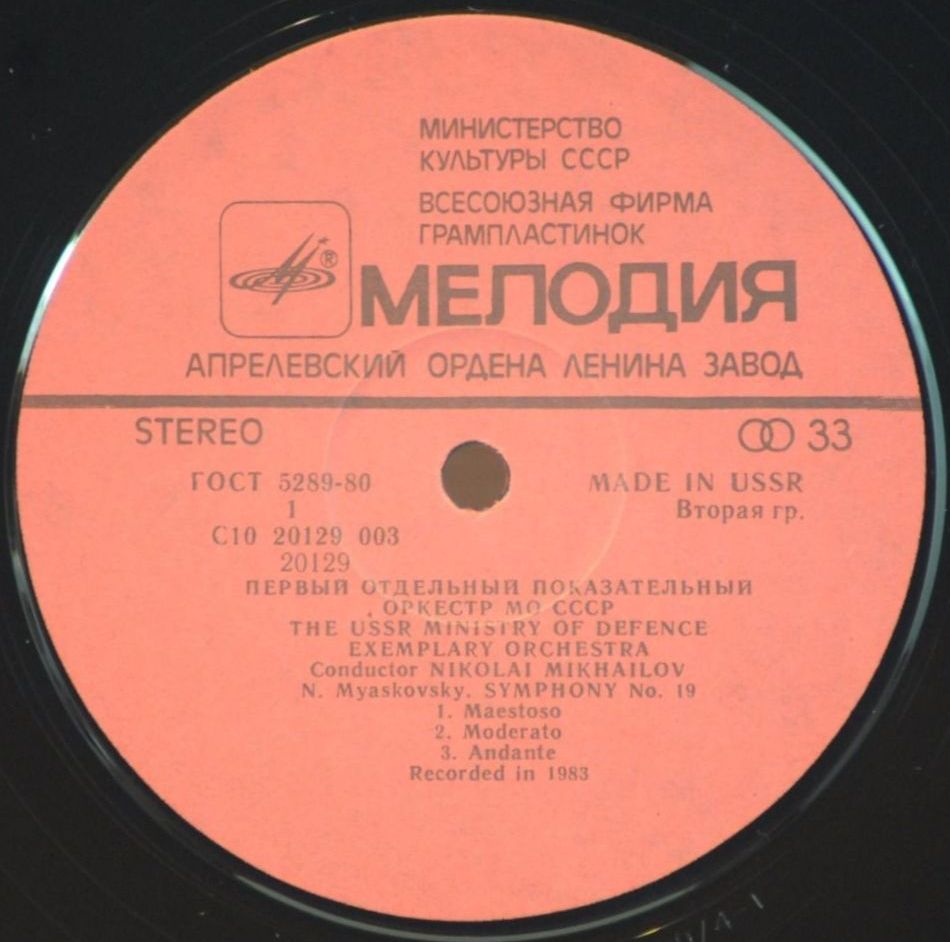 МИНИСТЕРСТВО
КУЛЬТУРЫ СССР
ВСЕСОЮЗНАЯ ФИРМА
ГРАМПЛАСТИНОК
®
МЕЛОДИЯ
АПРЕЛЕВСКИЙ ОРДЕНА ЛЕНИНА ЗАВОД
STEREO 33
ГОСТ 5289-80 MADE IN USSR
1 Вторая гр.
С10 20129 003
20129
ПЕРВЫЙ ОТДЕЛЬНЫЙ ПОКАЗАТЕЛЬНЫЙ
ОРКЕСТР МО СССР
THE USSR MINISTRY OF DEFENCE
EXEMPLARY ORCHESTRA
Conductor NIKOLAI MIKHAILOV
N. Myaskovsky. SYMPHONY No. 19
1. Maestoso
2. Moderato
3. Andante
Recorded in 1983